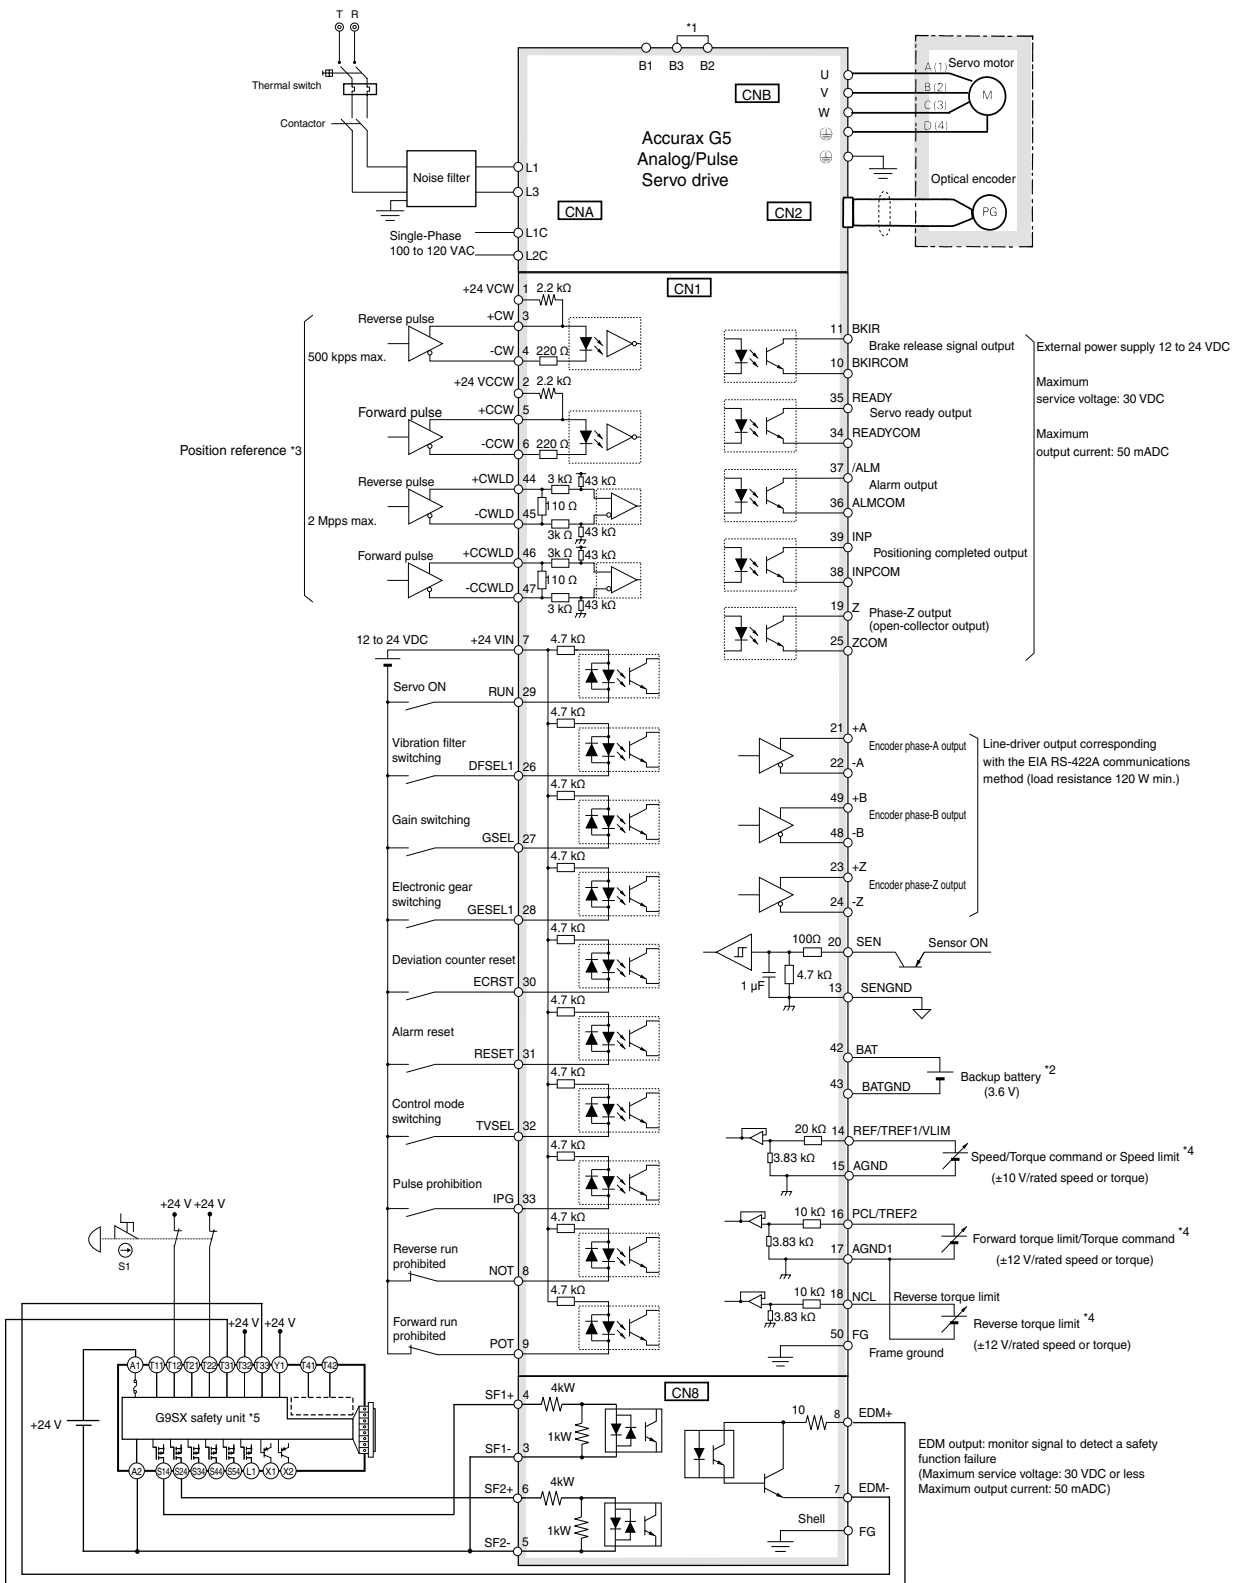 T R
*1
B1 B3 B2
Thermal switch
Contactor
Noise filter
L1
L3
Single-Phase
100 to 120 VAC
L1C
L2C
CNA
CNB
CN2
Accurax G5
Analog/Pulse
Servo drive
U
V
W
A (1)
B (2)
C (3)
D (4)
Servo motor
M
Optical encoder
PG
CN1
Position reference *3
500 kpps max.
2 Mpps max.
+24 VCW 1 2.2 kΩ
Reverse pulse
+CW 3
-CW 4 220 Ω
+24 VCCW 2 2.2 kΩ
Forward pulse
+CCW 5
-CCW 6 220 Ω
Reverse pulse
+CWLD 44 3 kΩ 43 kΩ
110 Ω
-CWLD 45 3k Ω 43 kΩ
Forward pulse
+CCWLD 46 3k Ω 43 kΩ
110 Ω
-CCWLD 47 3 kΩ 43 kΩ
12 to 24 VDC
+24 VIN 7 4.7 kΩ
Servo ON
RUN 29
4.7 kΩ
Vibration filter
switching
DFSEL1 26
4.7 kΩ
Gain switching
GSEL 27
4.7 kΩ
Electronic gear
switching
GESEL1 28
4.7 kΩ
Deviation counter reset
ECRST 30
4.7 kΩ
Alarm reset
RESET 31
4.7 kΩ
Control mode
switching
TVSEL 32
4.7 kΩ
Pulse prohibition
IPG 33
4.7 kΩ
Reverse run
prohibited
NOT 8
4.7 kΩ
Forward run
prohibited
POT 9
11 BKIR
Brake release signal output
10 BKIRCOM
35 READY
Servo ready output
34 READYCOM
37 /ALM
Alarm output
36 ALMCOM
39 INP
Positioning completed output
38 INPCOM
19 Z
Phase-Z output
(open-collector output)
25 ZCOM
External power supply 12 to 24 VDC
Maximum
service voltage: 30 VDC
Maximum
output current: 50 mADC
21 +A
Encoder phase-A output
22 -A
49 +B
Encoder phase-B output
48 -B
23 +Z
Encoder phase-Z output
24 -Z
Line-driver output corresponding
with the EIA RS-422A communications
method (load resistance 120 W min.)
100Ω 20 SEN
Sensor ON
4.7 kΩ
1 µF
13 SENGND
42 BAT
43 BATGND
Backup battery *2
(3.6 V)
20 kΩ 14 REF/TREF1/VLIM
3.83 kΩ
15 AGND
Speed/Torque command or Speed limit *4
(±10 V/rated speed or torque)
10 kΩ 16 PCL/TREF2
3.83 kΩ
17 AGND1
Forward torque limit/Torque command *4
(±12 V/rated speed or torque)
10 kΩ 18 NCL
3.83 kΩ
Reverse torque limit
Reverse torque limit *4
(±12 V/rated speed or torque)
50 FG
Frame ground
+24 V +24 V
S1
+24 V +24 V
A1 T11 T12 T21 T22 T31 T32 T33 Y1 T41 T42
G9SX safety unit *5
+24 V
A2 S14 S24 S34 S44 S54 L1 X1 X2
CN8
SF1+ 4 4kW
1kW
SF1- 3
SF2+ 6 4kW
1kW
SF2- 5
10 8 EDM+
7 EDM-
Shell
FG
EDM output: monitor signal to detect a safety
function failure
(Maximum service voltage: 30 VDC or less
Maximum output current: 50 mADC)